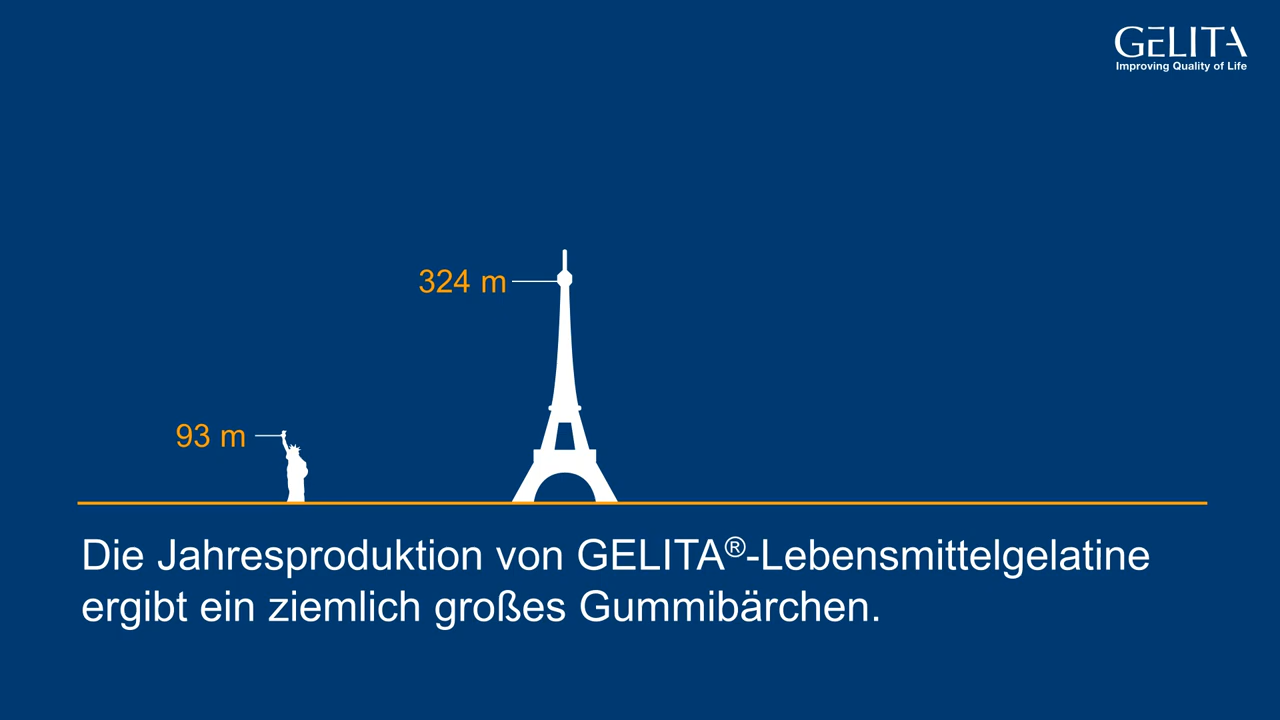 GELITA
Improving Quality of Life
324 m
93 m
Die Jahresproduktion von GELITA®-Lebensmittelgelatine
ergibt ein ziemlich großes Gummibärchen.